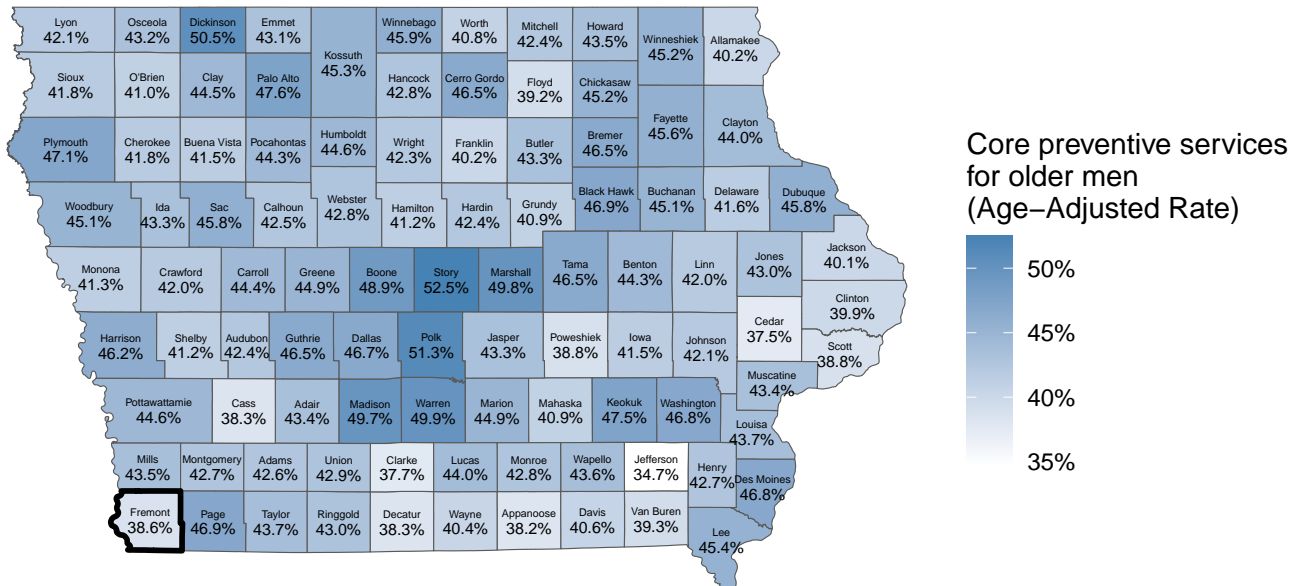 Lyon
42.1%
Osceola
43.2%
Dickinson
50.5%
Emmet
43.1%
Kossuth
45.3%
Winnebago
45.9%
Worth
40.8%
Mitchell
42.4%
Howard
43.5%
Winneshiek
45.2%
Allamakee
40.2%
Sioux
41.8%
O'Brien
41.0%
Clay
44.5%
Palo Alto
47.6%
Hancock
42.8%
Cerro Gordo
46.5%
Floyd
39.2%
Chickasaw
45.2%
Fayette
45.6%
Clayton
44.0%
Plymouth
47.1%
Cherokee
41.8%
Buena Vista
41.5%
Pocahontas
44.3%
Humboldt
44.6%
Wright
42.3%
Franklin
40.2%
Butler
43.3%
Bremer
46.5%
Woodbury
45.1%
Ida
43.3%
Sac
45.8%
Calhoun
42.5%
Webster
42.8%
Hamilton
41.2%
Hardin
42.4%
Grundy
40.9%
Black Hawk
46.9%
Buchanan
45.1%
Delaware
41.6%
Dubuque
45.8%
Monona
41.3%
Crawford
42.0%
Carroll
44.4%
Greene
44.9%
Boone
48.9%
Story
52.5%
Marshall
49.8%
Tama
46.5%
Benton
44.3%
Linn
42.0%
Jones
43.0%
Jackson
40.1%
Clinton
39.9%
Harrison
46.2%
Shelby
41.2%
Audubon
42.4%
Guthrie
46.5%
Dallas
46.7%
Polk
51.3%
Jasper
43.3%
Poweshiek
38.8%
Iowa
41.5%
Johnson
42.1%
Cedar
37.5%
Scott
38.8%
Muscatine
43.4%
Pottawattamie
44.6%
Cass
38.3%
Adair
43.4%
Madison
49.7%
Warren
49.9%
Marion
44.9%
Mahaska
40.9%
Keokuk
47.5%
Washington
46.8%
Louisa
43.7%
Mills
43.5%
Montgomery
42.7%
Adams
42.6%
Union
42.9%
Clarke
37.7%
Lucas
44.0%
Monroe
42.8%
Wapello
43.6%
Jefferson
34.7%
Henry
42.7%
Des Moines
46.8%
Fremont
38.6%
Page
46.9%
Taylor
43.7%
Ringgold
43.0%
Decatur
38.3%
Wayne
40.4%
Appanoose
38.2%
Davis
40.6%
Van Buren
39.3%
Lee
45.4%
Core preventive services
for older men
(Age−Adjusted Rate)
50%
45%
40%
35%